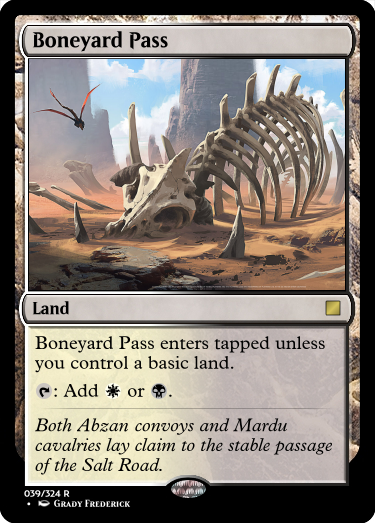 Boneyard Pass
Land
Boneyard Pass enters tapped unless
you control a basic land.
: Add or .
Both Abzan convoys and Mardu
cavalries lay claim to the stable passage
of the Salt Road.
039/324 R
• Grady Frederick